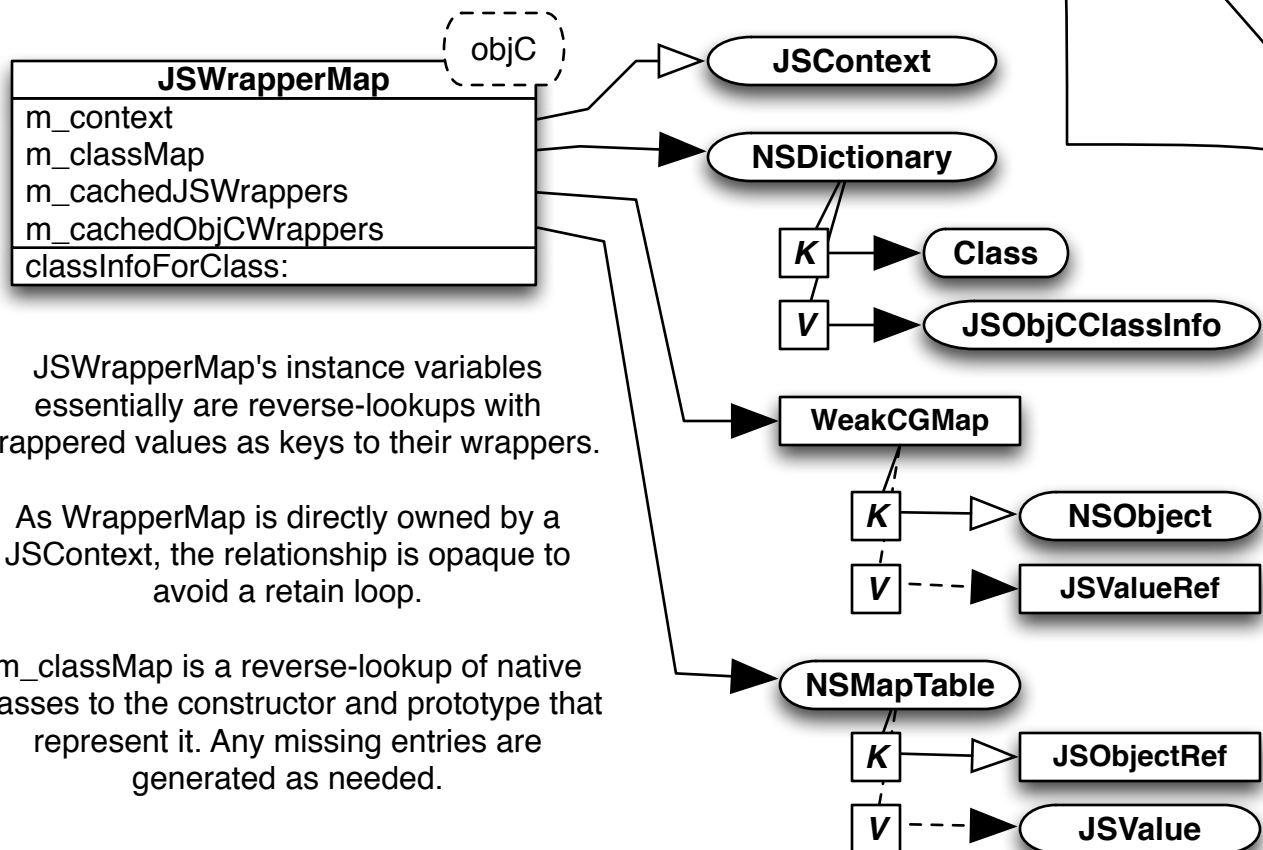 objC
JSWrapperMap
m_context
m_classMap
m_cachedJSWrappers
m_cachedObjCWrappers
classInfoForClass:
JSContext
NSDictionary
K
Class
V
JSObjCClassInfo
WeakCGMap
K
NSObject
V
JSValueRef
NSMapTable
K
JSObjectRef
V
JSValue
JSWrapperMap's instance variables
essentially are reverse-lookups with
rappered values as keys to their wrappers.
As WrapperMap is directly owned by a
JSContext, the relationship is opaque to
avoid a retain loop.
m_classMap is a reverse-lookup of native
asses to the constructor and prototype that
represent it. Any missing entries are
generated as needed.